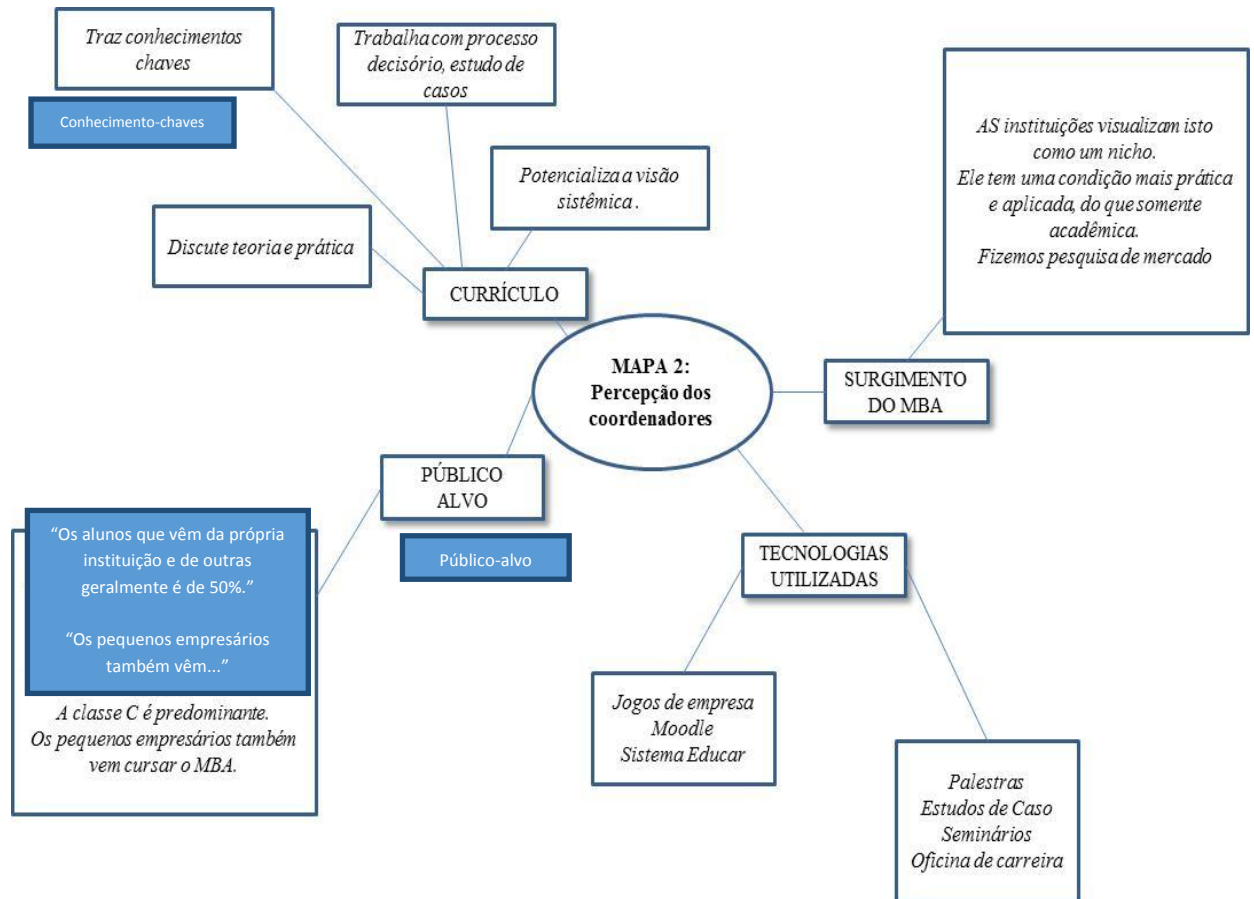 Traz conhecimentos
chaves
Conhecimento-chaves
Trabalha com processo
decisório, estudo de
casos
Potencializa a visão
sistêmica .
Discute teoria e prática
CURRÍCULO
AS instituições visualizam isto
como um nicho.
Ele tem uma condição mais prática
e aplicada, do que somente
acadêmica.
Fizemos pesquisa de mercado
MAPA 2:
Percepção dos
coordenadores
SURGIMENTO
DO MBA
PÚBLICO
ALVO
Público-alvo
“Os alunos que vêm da própria
instituição e de outras
geralmente é de 50%.”
“Os pequenos empresários
também vêm...”
A classe C é predominante.
Os pequenos empresários também
vem cursar o MBA.
TECNOLOGIAS
UTILIZADAS
Jogos de empresa
Moodle
Sistema Educar
Palestras
Estudos de Caso
Seminários
Oficina de carreira